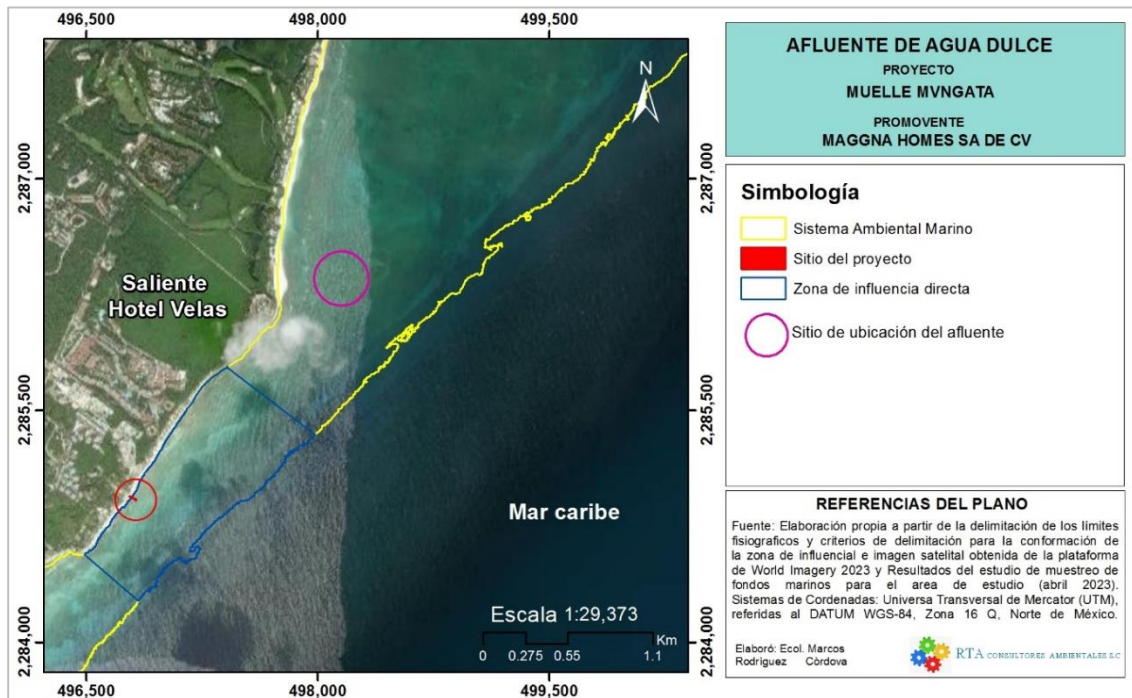 496,500
498,000
499,500
2,287,000
2,285,500
2,284,000
N
Saliente
Hotel Velas
Mar caribe
Escala 1:29,373
Km
0 0.275 0.55 1.1
2,287,000
2,285,500
2,284,000
496,500
498,000
499,500
AFLUENTE DE AGUA DULCE
PROYECTO
MUELLE MVNGATA
PROMOVENTE
MAGGNA HOMES SA DE CV
Simbología
Sistema Ambiental Marino
Sitio del proyecto
Zona de influencia directa
Sitio de ubicación del afluente
REFERENCIAS DEL PLANO
Fuente: Elaboración propia a partir de la delimitación de los límites
fisiograficos y criterios de delimitación para la conformación de
la zona de influencial e imagen satelital obtenida de la plataforma
de World Imagery 2023 y Resultados del estudio de muestreo de
fondos marinos para el area de estudio (abril 2023).
Sistemas de Cordenadas: Universa Transversal de Mercator (UTM),
referidas al DATUM WGS-84, Zona 16 Q, Norte de México.
Elaboró: Ecol. Marcos
Rodríguez Còrdova
RTA CONSULTORES AMBIENTALES S.C